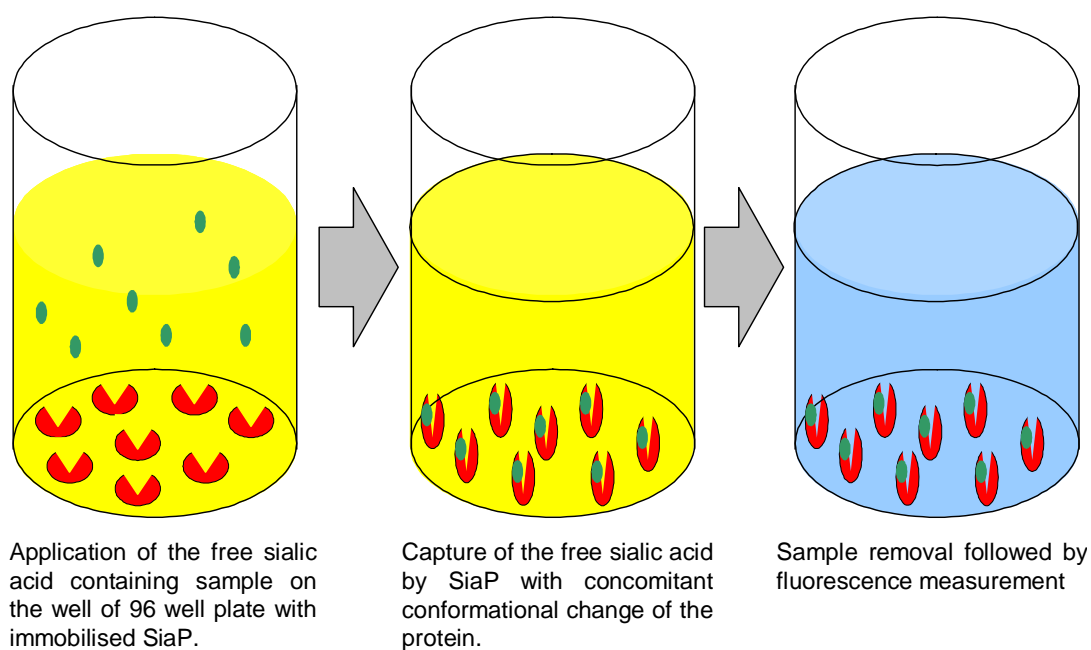 Application of the free sialic
acid containing sample on
the well of 96 well plate with
immobilised SiaP.
Capture of the free sialic acid
by SiaP with concomitant
conformational change of the
protein.
Sample removal followed by
fluorescence measurement